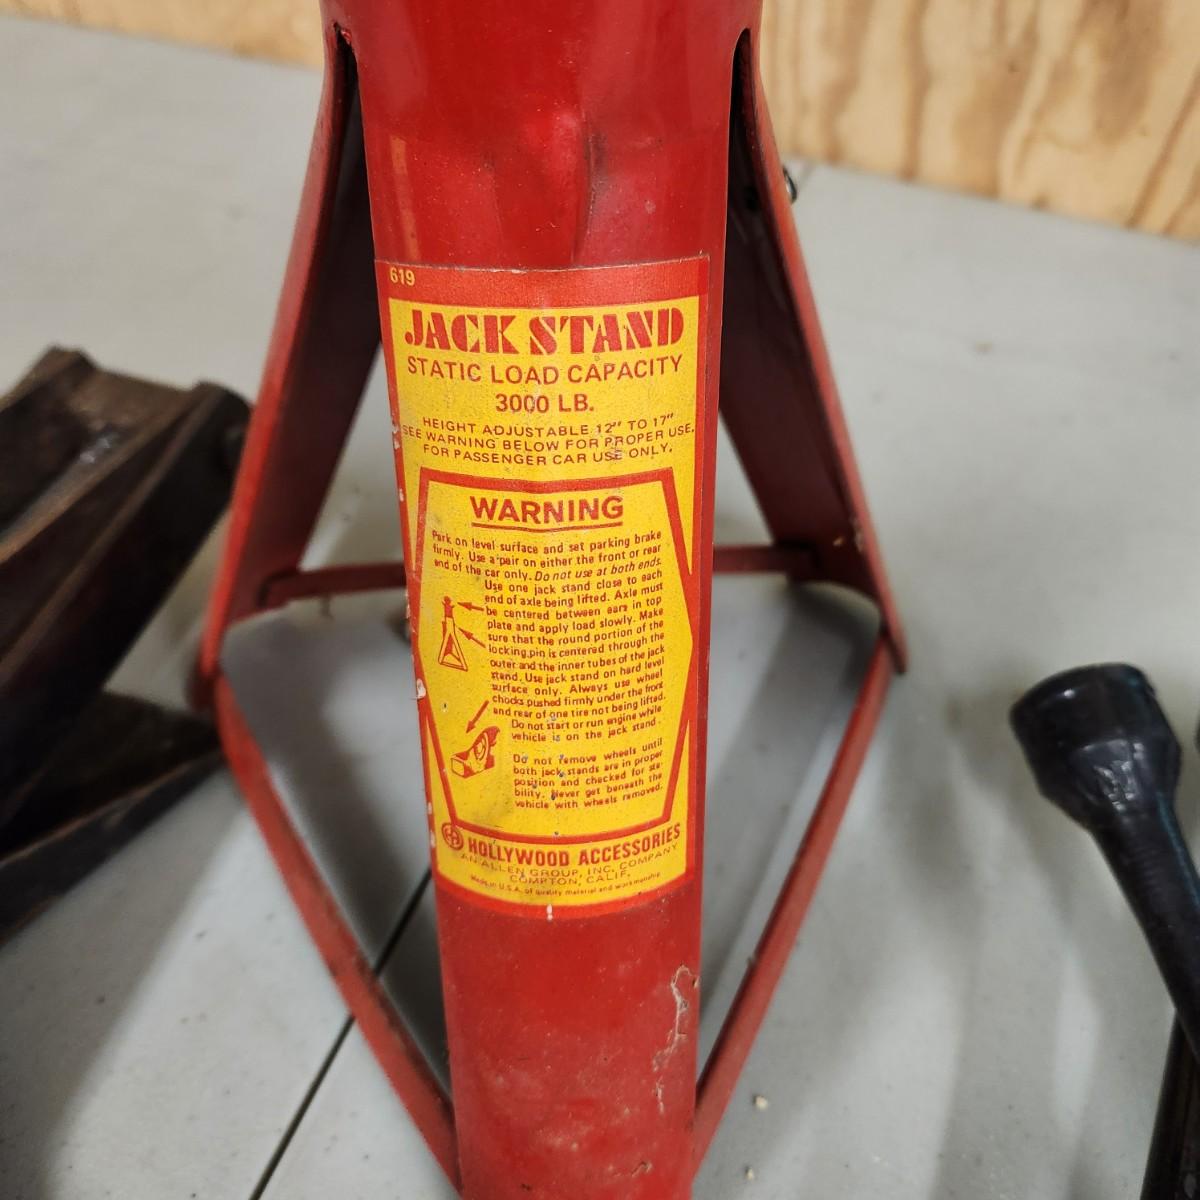 619
JACK STAND
STATIC LOAD CAPACITY
3000 LB.
HEIGHT ADJUSTABLE 12" TO 17"
SEE WARNING BELOW FOR PROPER USE.
FOR PASSENGER CAR USE ONLY.
WARNING
Park on level surface and set parking brake
firmly. Use a pair on either the front or rear
end of the car only. Do not use at both ends.
Use one jack stand close to each
end of axle being lifted. Axle must
be centered between ears in top
plate and apply load slowly. Make
sure that the round portion of the
locking pin is centered through the
outer and the inner tubes of the jack
stand. Use jack stand on hard level
surface only. Always use wheel
chocks pushed firmly under the front
and rear of one tire not being lifted.
Do not start or run engine while
vehicle is on the jack stand.
Do not remove wheels until
both jack stands are in proper
position and checked for sta-
bility. Never get beneath the
vehicle with wheels removed.
HOLLYWOOD ACCESSORIES
AN ALLEN GROUP, INC. COMPANY
COMPTON, CALIF.
Made in U.S.A. of quality material and workmanship